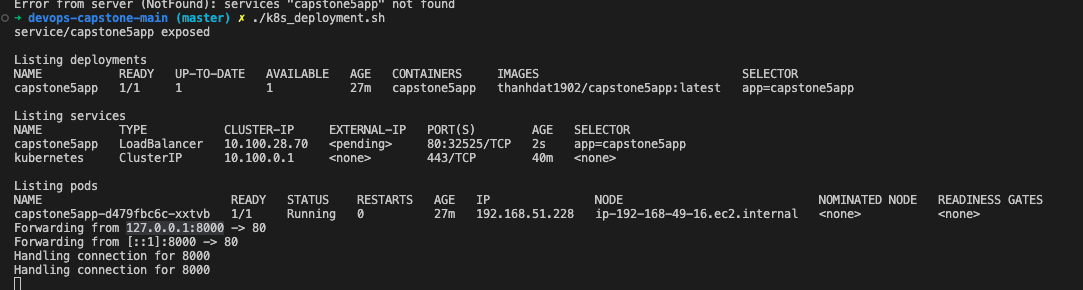 Error from server (NotFound): services "capstone5app" not found
→ devops-capstone-main (master) ✗ ./k8s_deployment.sh
service/capstone5app exposed
Listing deployments
NAME READY UP-TO-DATE AVAILABLE AGE CONTAINERS IMAGES SELECTOR
capstone5app 1/1 1 1 27m capstone5app thanhdat1902/capstone5app:latest app=capstone5app
Listing services
NAME TYPE CLUSTER-IP EXTERNAL-IP PORT(S) AGE SELECTOR
capstone5app LoadBalancer 10.100.28.70 <pending> 80:32525/TCP 2s app=capstone5app
kubernetes ClusterIP 10.100.0.1 <none> 443/TCP 40m <none>
Listing pods
NAME READY STATUS RESTARTS AGE IP NODE NOMINATED NODE READINESS GATES
capstone5app-d479fbc6c-xxtvb 1/1 Running 0 27m 192.168.51.228 ip-192-168-49-16.ec2.internal <none> <none>
Forwarding from 127.0.0.1:8000 -> 80
Forwarding from [::1]:8000 -> 80
Handling connection for 8000
Handling connection for 8000